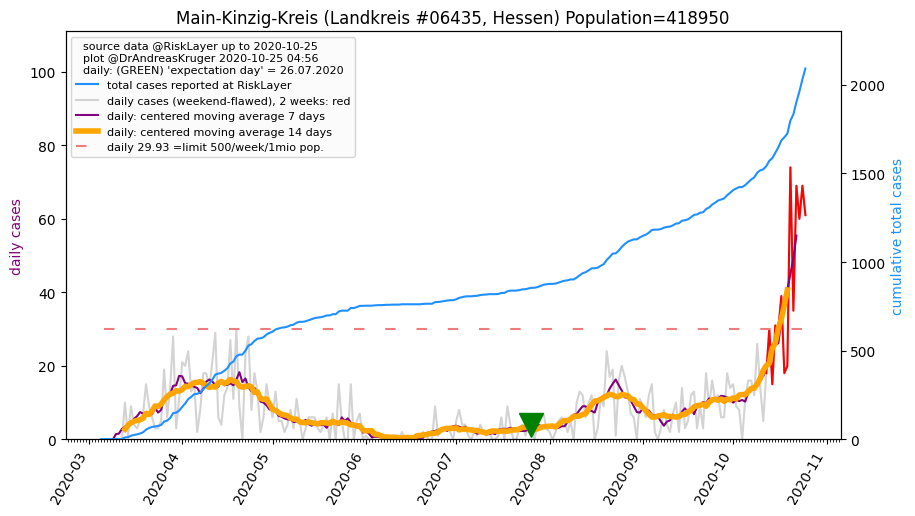 Main-Kinzig-Kreis (Landkreis #06435, Hessen) Population=418950
source data @RiskLayer up to 2020-10-25
plot @DrAndreasKruger 2020-10-25 04:56
daily: (GREEN) 'expectation day' = 26.07.2020
total cases reported at RiskLayer
daily cases (weekend-flawed), 2 weeks: red
daily: centered moving average 7 days
daily: centered moving average 14 days
daily 29.93 =limit 500/week/1mio pop.
daily cases
100
80
60
40
20
0
cumulative total cases
2000
1500
1000
500
0
2020-03
2020-04
2020-05
2020-06
2020-07
2020-08
2020-09
2020-10
2020-11